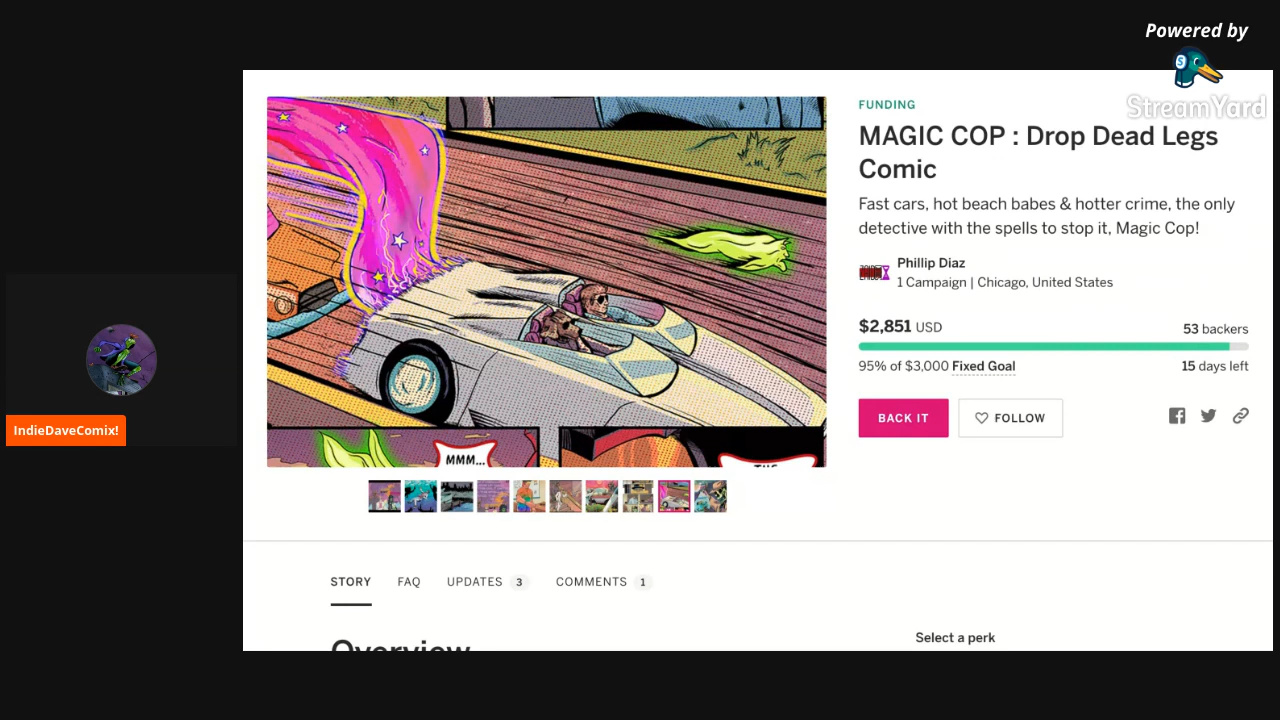 Powered by
StreamYard
FUNDING
MAGIC COP : Drop Dead Legs
Comic
Fast cars, hot beach babes & hotter crime, the only
detective with the spells to stop it, Magic Cop!
Phillip Diaz
1 Campaign | Chicago, United States
$2,851 USD
53 backers
95% of $3,000 Fixed Goal
15 days left
BACK IT
FOLLOW
IndieDaveComix!
MMM...
STORY
FAQ
UPDATES 3
COMMENTS 1
Overview
Select a perk